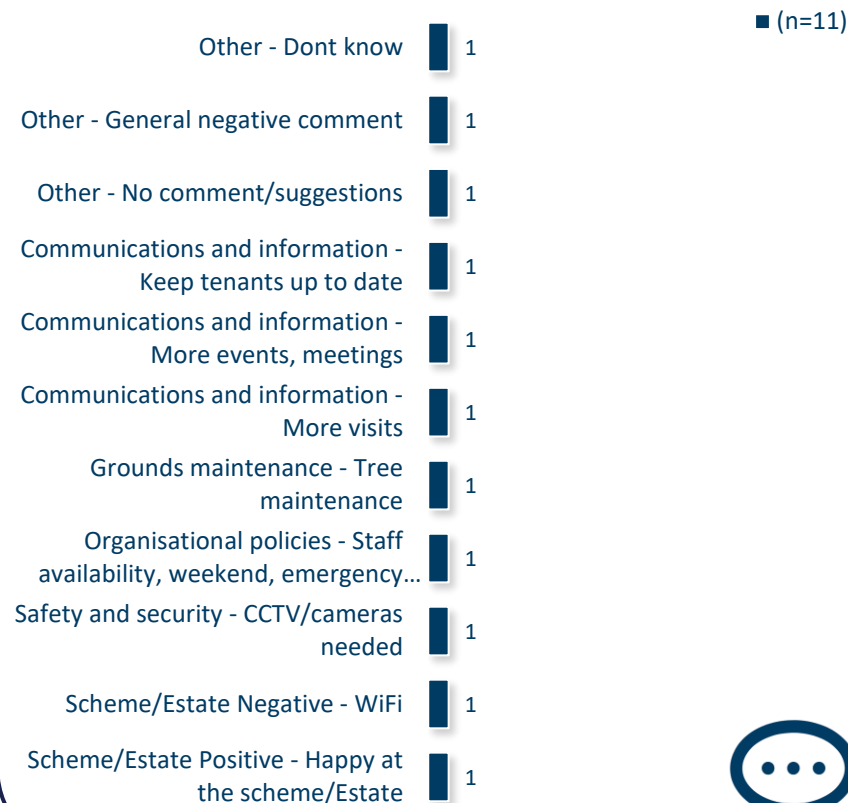 (n=11)
Other - Dont know 1
Other - General negative comment 1
Other - No comment/suggestions 1
Communications and information -
Keep tenants up to date 1
Communications and information -
More events, meetings 1
Communications and information -
More visits 1
Grounds maintenance - Tree
maintenance 1
Organisational policies - Staff
availability, weekend, emergency... 1
Safety and security - CCTV/cameras
needed 1
Scheme/Estate Negative - WiFi 1
Scheme/Estate Positive - Happy at
the scheme/Estate 1